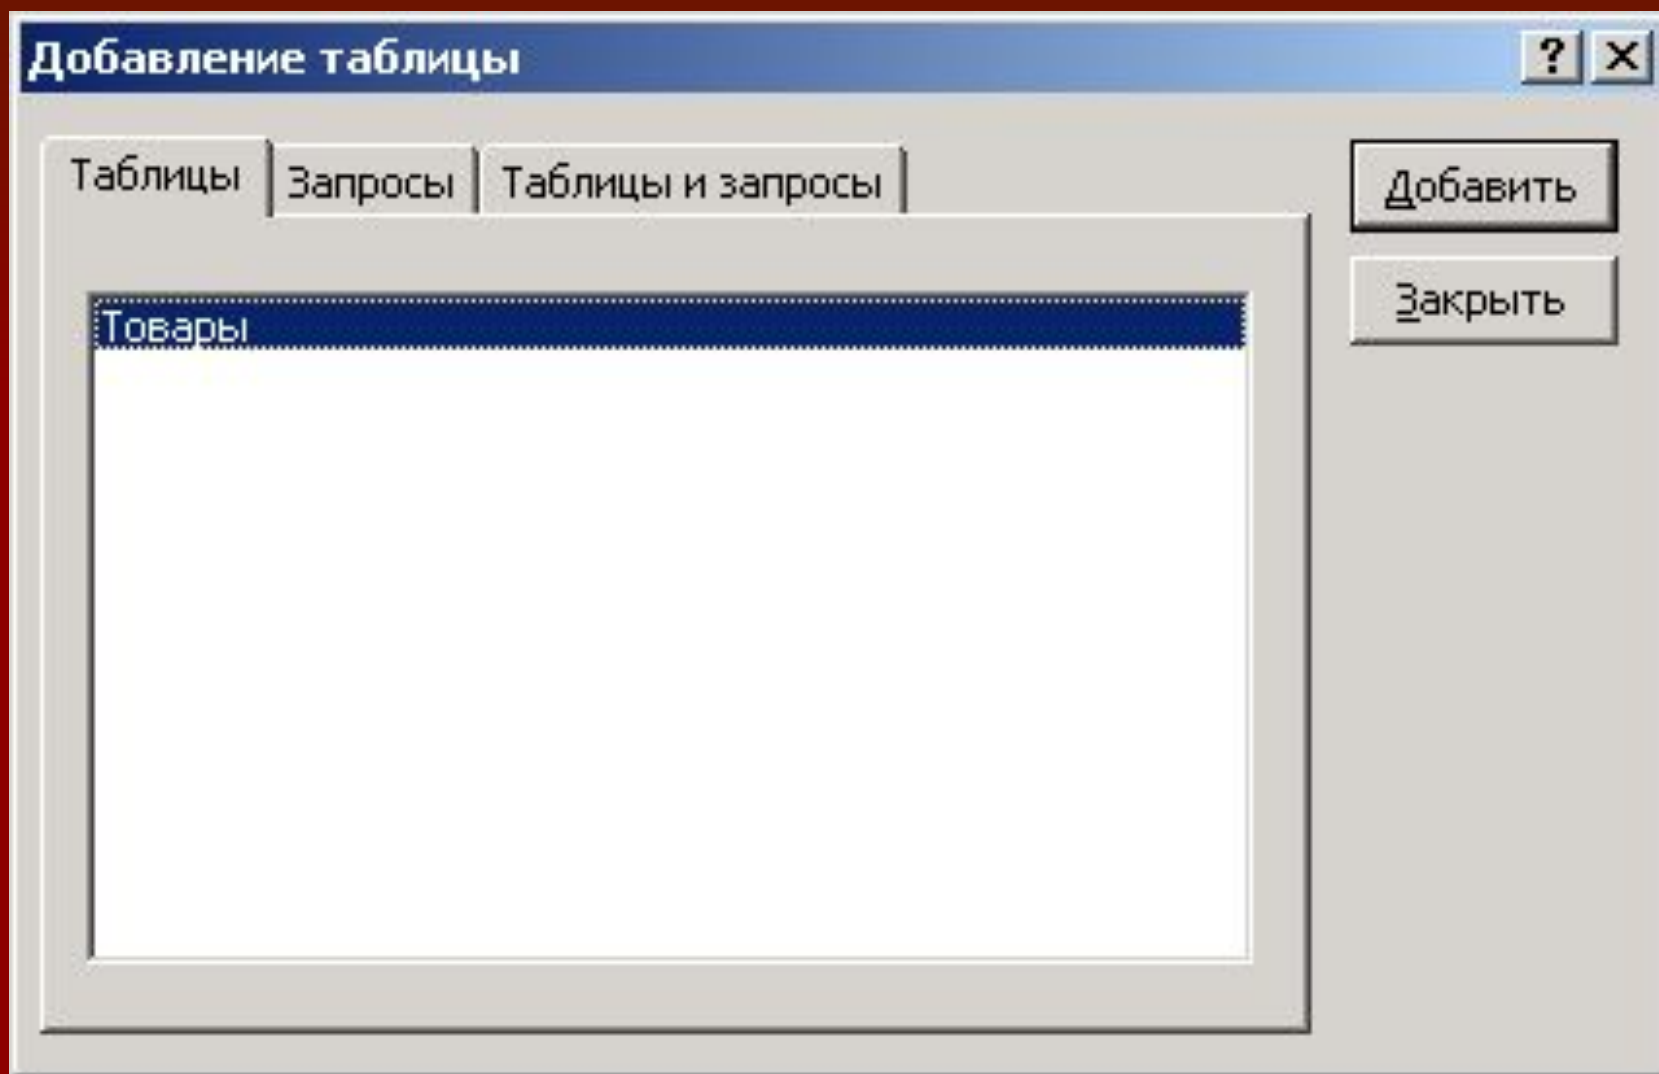 Добавление таблицы
Таблицы
Запросы
Таблицы и запросы
Добавить
Закрыть
Товары